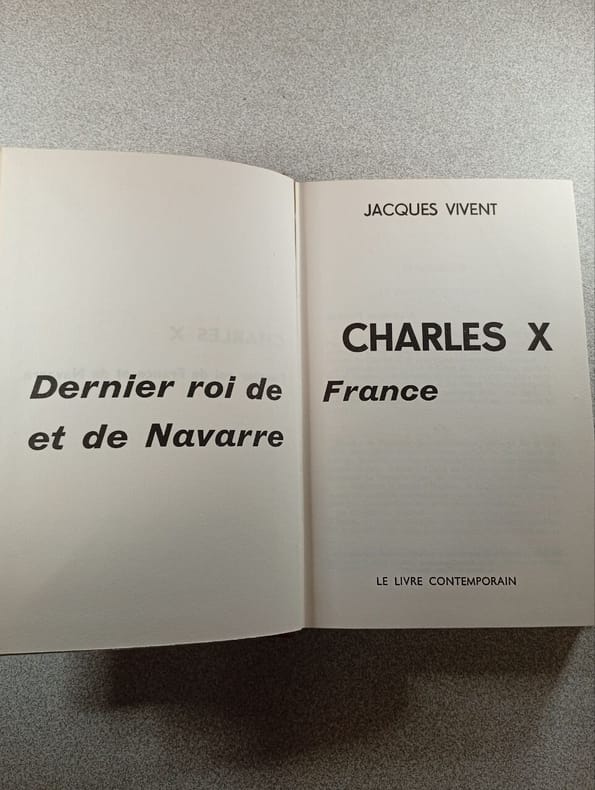 JACQUES VIVENT
CHARLES X
Dernier roi de France
et de Navarre
LE LIVRE CONTEMPORAIN